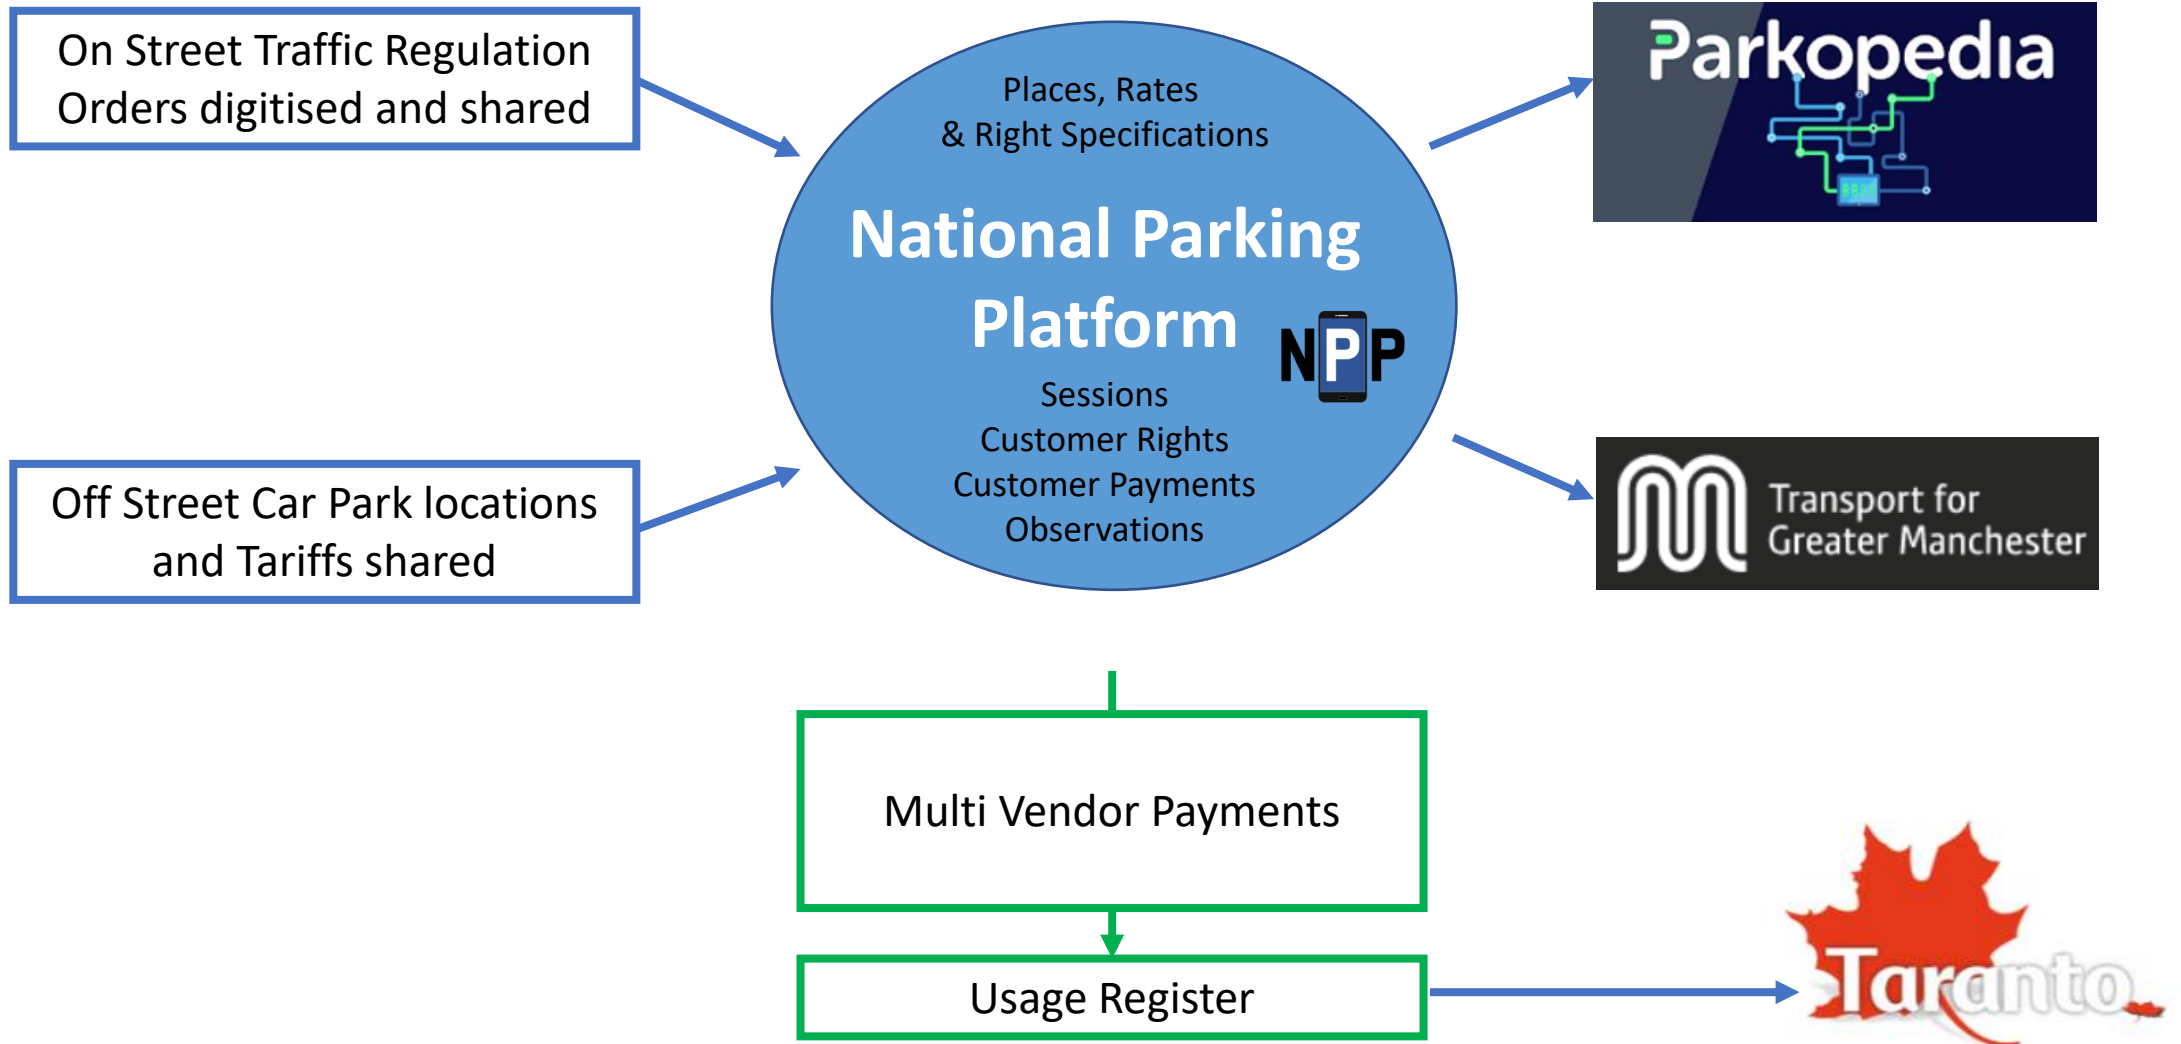 On Street Traffic Regulation
Orders digitised and shared
Places, Rates
& Right Specifications
National Parking
Platform
NPP
Sessions
Customer Rights
Customer Payments
Observations
Parkopedia
Off Street Car Park locations
and Tariffs shared
Transport for
Greater Manchester
Multi Vendor Payments
Usage Register
Taranto